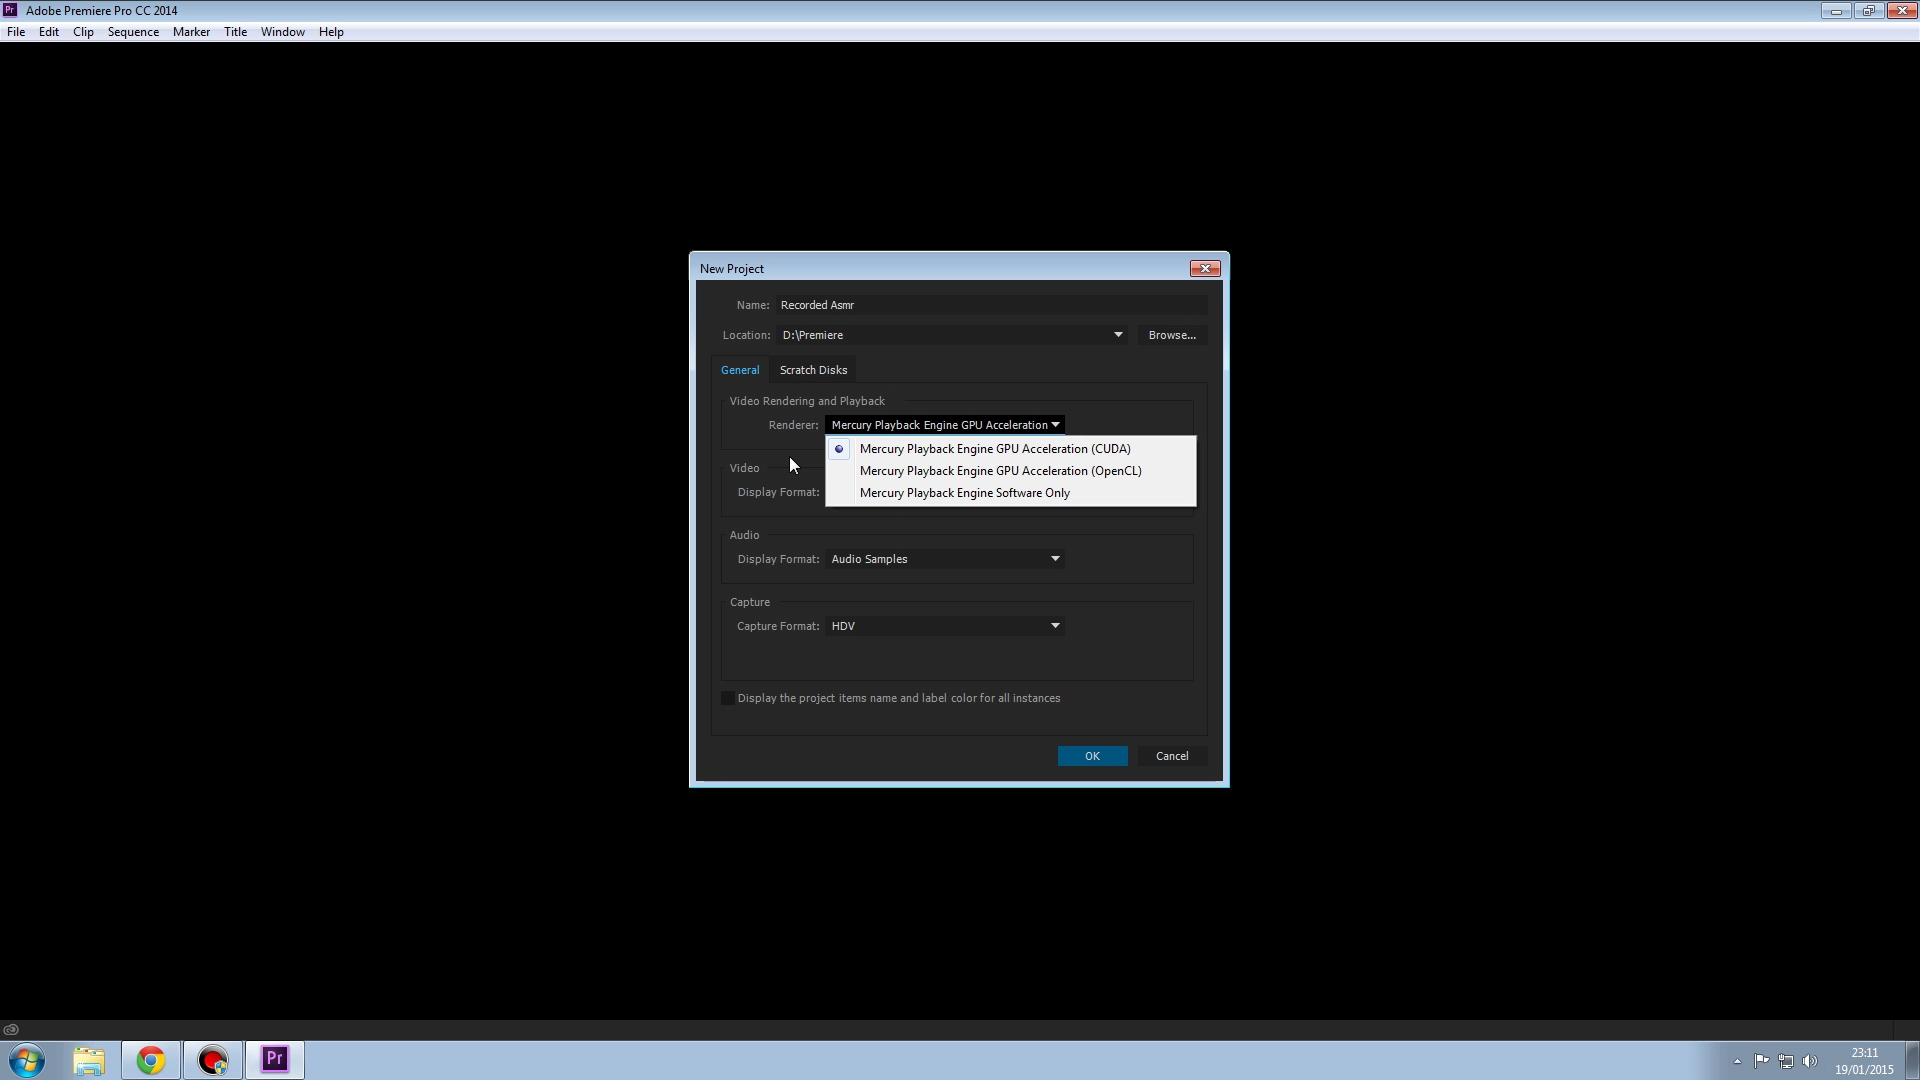 Pr Adobe Premiere Pro CC 2014
File Edit Clip Sequence Marker Title Window Help
New Project
Name: Recorded Asmr
Location: D:\Premiere Browse...
General Scratch Disks
Video Rendering and Playback
Renderer: Mercury Playback Engine GPU Acceleration
Mercury Playback Engine GPU Acceleration (CUDA)
Mercury Playback Engine GPU Acceleration (OpenCL)
Mercury Playback Engine Software Only
Video
Display Format:
Audio
Display Format: Audio Samples
Capture
Capture Format: HDV
Display the project items name and label color for all instances
OK Cancel
Pr
23:11
19/01/2015